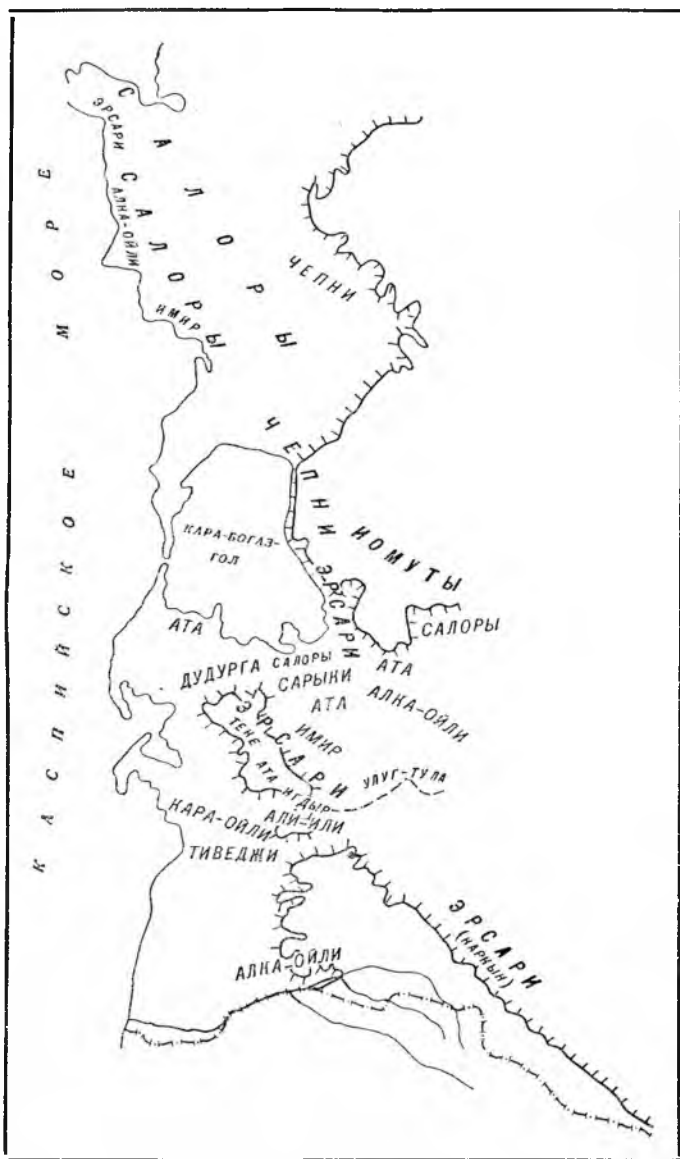 КАСПИЙСКОЕ МОРЕ
САЛОРЫ
ЭРСАРИ
САЛОРЫ
АЛКА-ОЙЛИ
ИМИР
ЧЕПНИ
ЧЕПНИ
КАРА-БОГАЗ-
ГОЛ
ИОМУТЫ
ЭРСАРИ
САЛОРЫ
АТА
АТА
ДУДУРГА
САЛОРЫ
САРЫКИ
АЛКА-ОЙЛИ
АТА
ЭРСАРИ
ТЕКЕ
ИМИР
АТА
ИГДЫР
УЛУГ-ТУПА
АЛИ-ИЛИ
КАРА-ОЙЛИ
ТИВЕДЖИ
ЭРСАРИ
(НАРКЫН)
АЛКА-ОЙЛИ